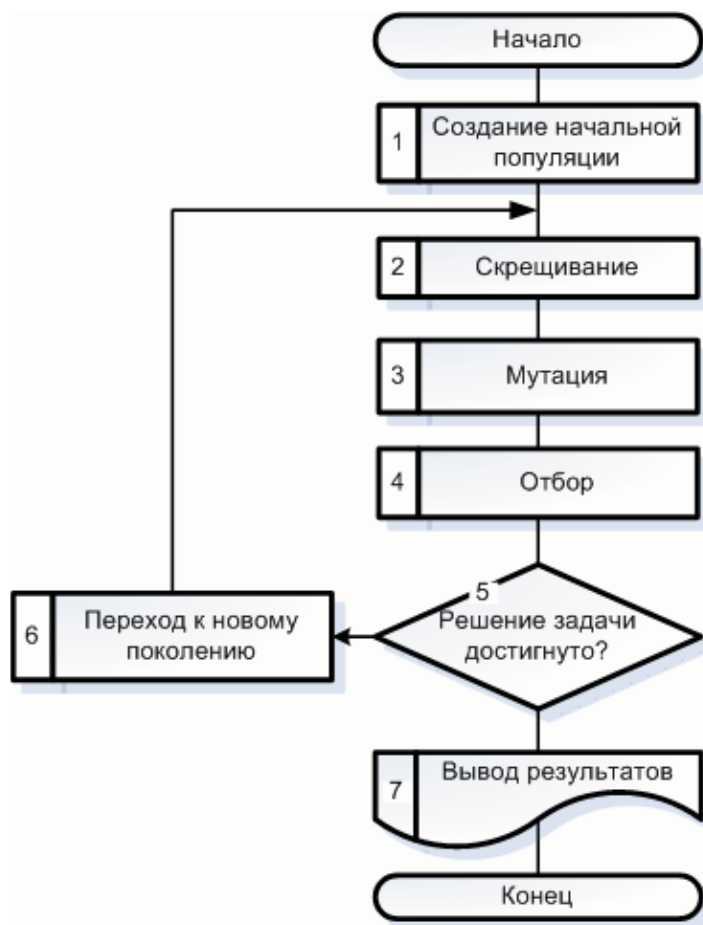 Начало
1
Создание начальной
популяции
2
Скрещивание
3
Мутация
4
Отбор
5
Решение задачи
достигнуто?
6
Переход к новому
поколению
7
Вывод результатов
Конец